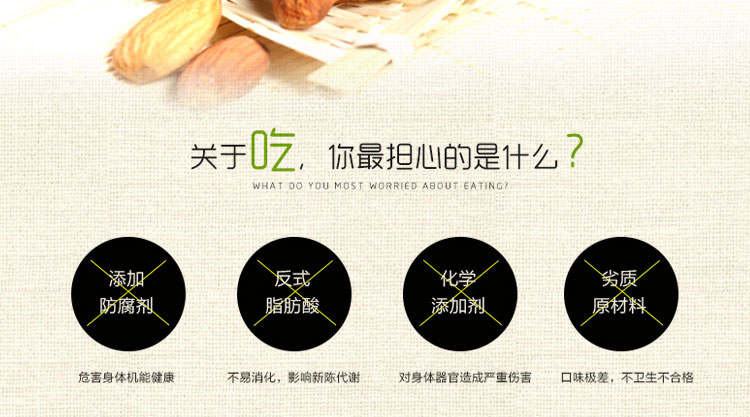 关于吃，你最担心的是什么？
WHAT DO YOU MOST WORRIED ABOUT EATING?
添加
防腐剂
反式
脂肪酸
化学
添加剂
劣质
原材料
危害身体机能健康
不易消化，影响新陈代谢
对身体器官造成严重伤害
口味极差，不卫生不合格